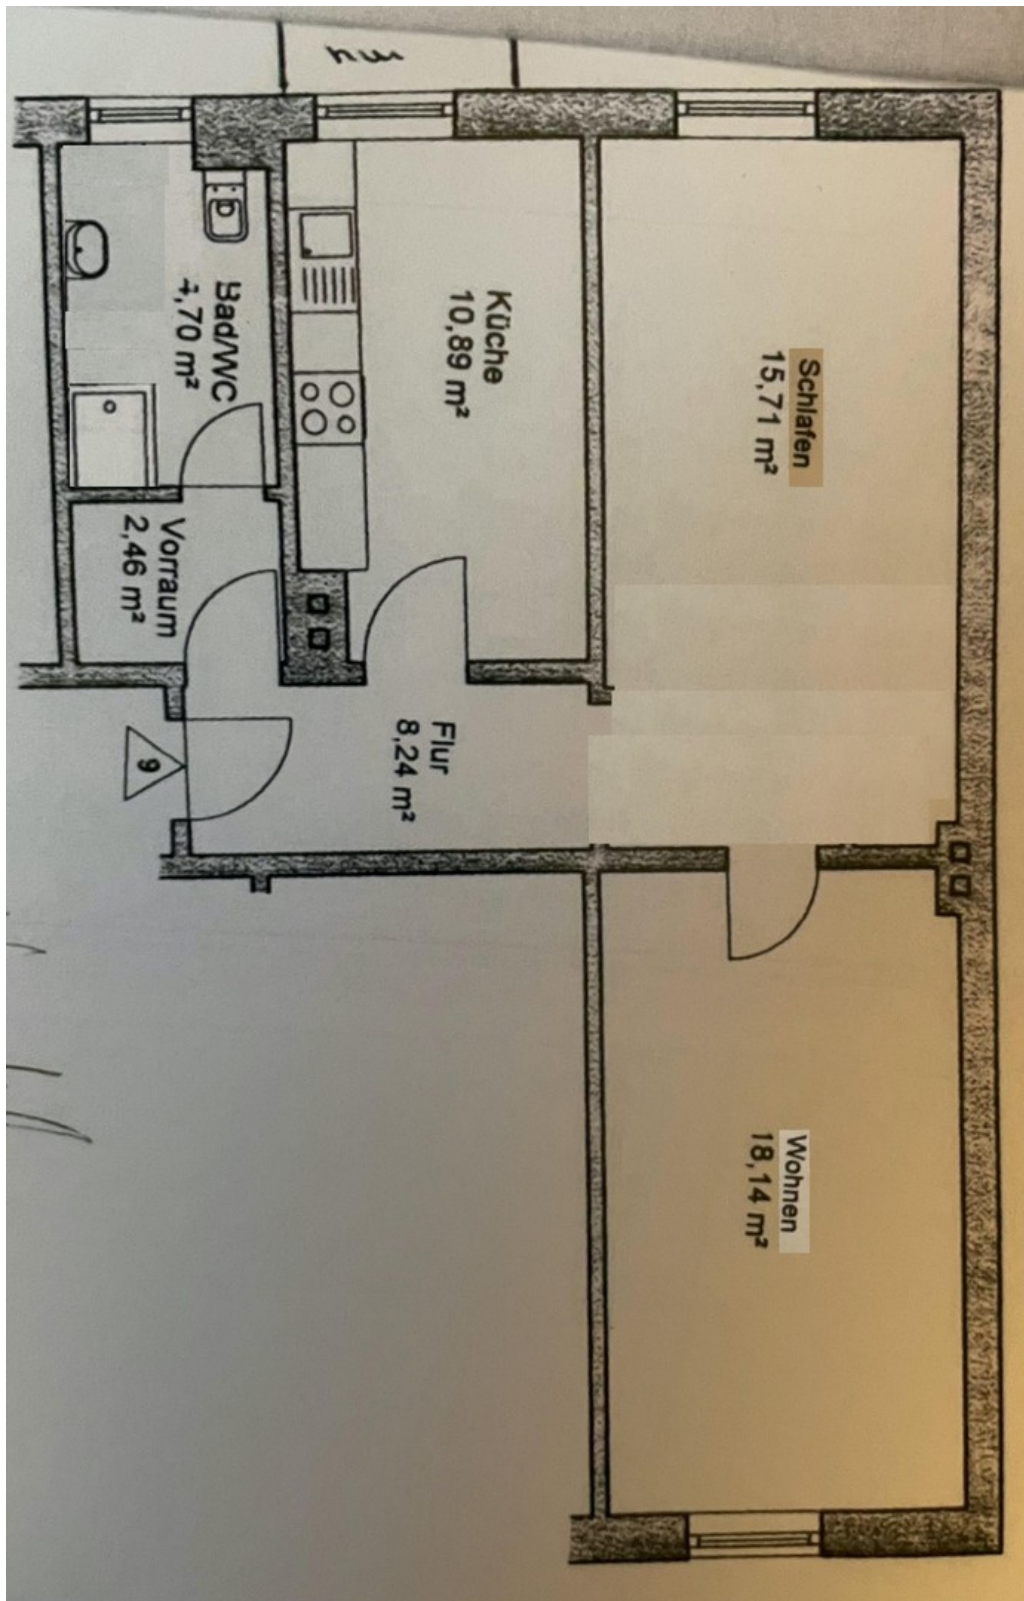 Bad/WC
4,70 m²
Küche
10,89 m²
Schlafen
15,71 m²
Vorraum
2,46 m²
Flur
8,24 m²
9
Wohnen
18,14 m²